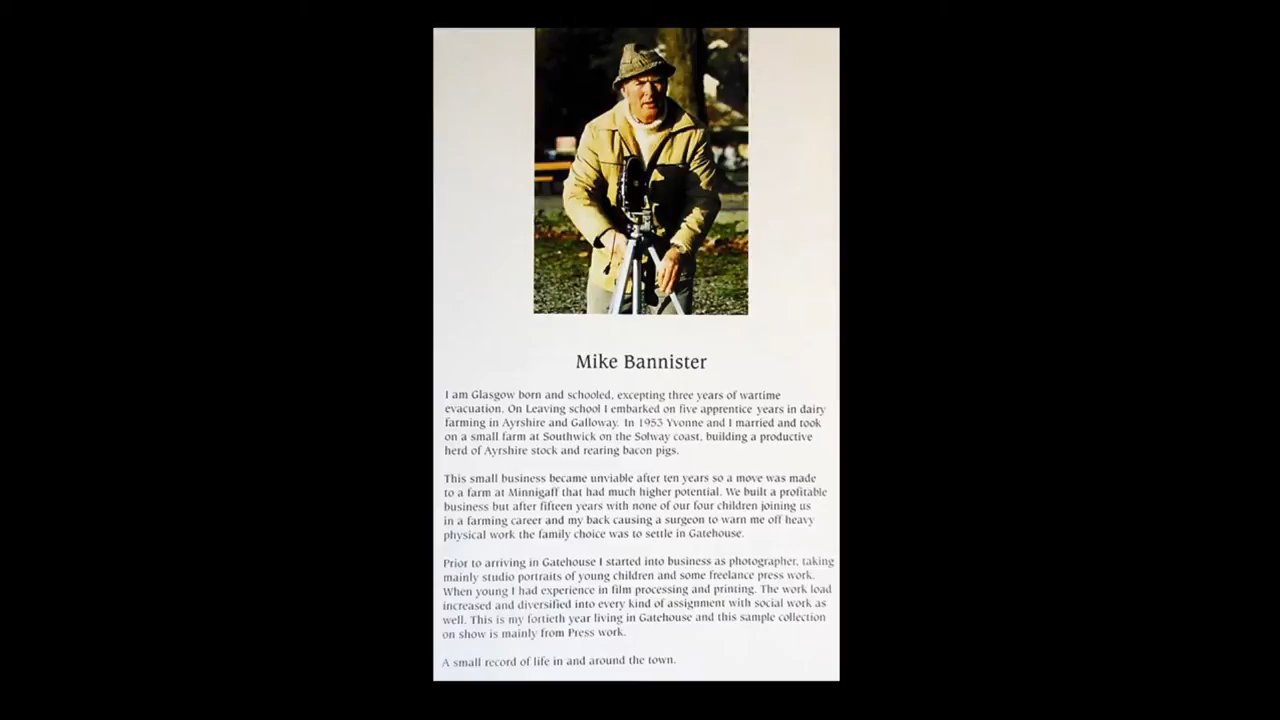 Mike Bannister
I am Glasgow born and schooled, excepting three years of wartime
evacuation. On Leaving school I embarked on five apprentice years in dairy
farming in Ayrshire and Galloway. In 1953 Yvonne and I married and took
on a small farm at Southwick on the Solway coast, building a productive
herd of Ayrshire stock and rearing bacon pigs.
This small business became unviable after ten years so a move was made
to a farm at Minnigaff that had much higher potential. We built a profitable
business but after fifteen years with none of our four children joining us
in a farming career and my back causing a surgeon to warn me off heavy
physical work the family choice was to settle in Gatehouse.
Prior to arriving in Gatehouse I started into business as photographer, taking
mainly studio portraits of young children and some freelance press work.
When young I had experience in film processing and printing. The work load
increased and diversified into every kind of assignment with social work as
well. This is my fortieth year living in Gatehouse and this sample collection
on show is mainly from Press work.
A small record of life in and around the town.